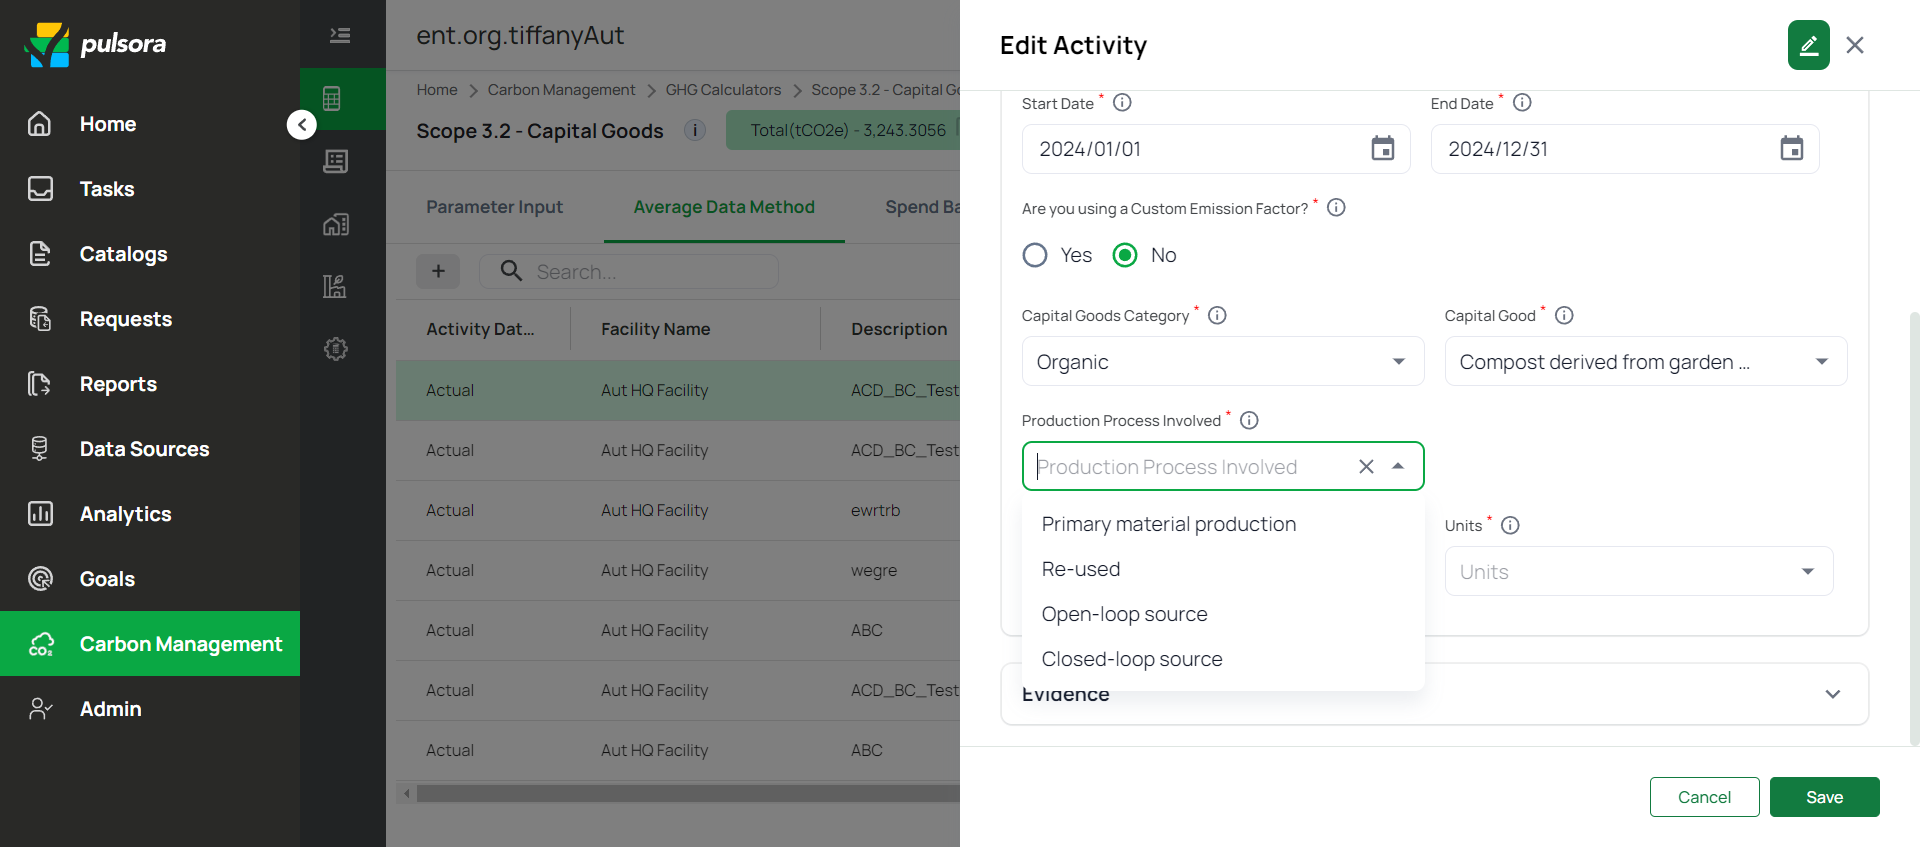 pulsora
Home
Tasks
Catalogs
Requests
Reports
Data Sources
Analytics
Goals
Carbon Management
Admin
ent.org.tiffanyAut
Home > Carbon Management > GHG Calculators > Scope 3.2 - Capital Go
Scope 3.2 - Capital Goods
Total(tCO2e) - 3,243.3056
Parameter Input Average Data Method Spend Ba
+ Search...
Activity Dat... Facility Name Description
Actual Aut HQ Facility ACD_BC_Test
Actual Aut HQ Facility ACD_BC_Test
Actual Aut HQ Facility ewrtrb
Actual Aut HQ Facility wegre
Actual Aut HQ Facility ABC
Actual Aut HQ Facility ACD_BC_Test
Actual Aut HQ Facility ABC
Edit Activity
Start Date * End Date *
2024/01/01 2024/12/31
Are you using a Custom Emission Factor? *
Yes No
Capital Goods Category * Capital Good *
Organic Compost derived from garden ...
Production Process Involved *
Production Process Involved
Primary material production
Re-used
Open-loop source
Closed-loop source
Units *
Units
Evidence
Cancel Save